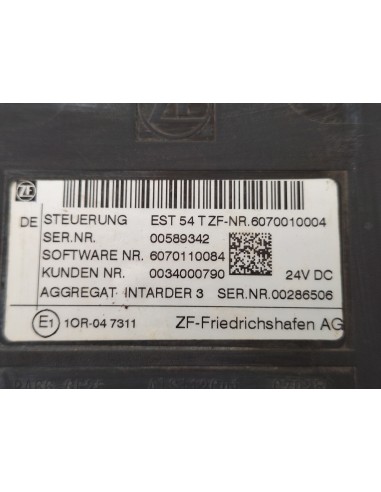 ZF
ZF
DE STEUERUNG EST 54 T ZF-NR.6070010004
SER.NR. 00589342
SOFTWARE NR. 6070110084
KUNDEN NR. 0034000790 24V DC
AGGREGAT INTARDER 3 SER.NR.00286506
E1 10R-04 7311 ZF-Friedrichshafen AG